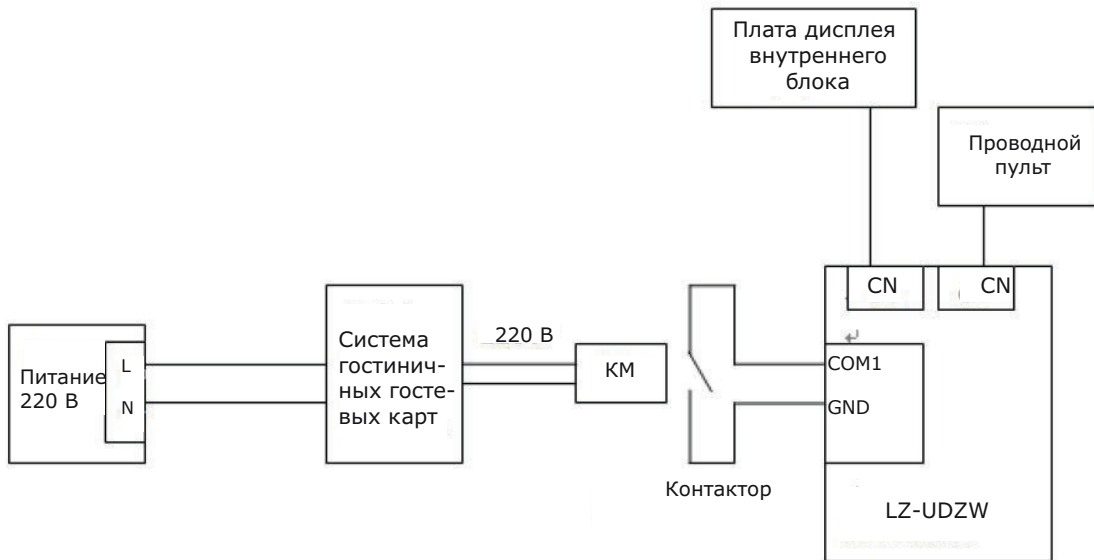 Плата дисплея
внутреннего
блока
Проводной
пульт
CN
CN
Питание
220 В
L
N
Система
гостинич-
ных госте-
вых карт
220 В
КМ
COM1
GND
Контактор
LZ-UDZW